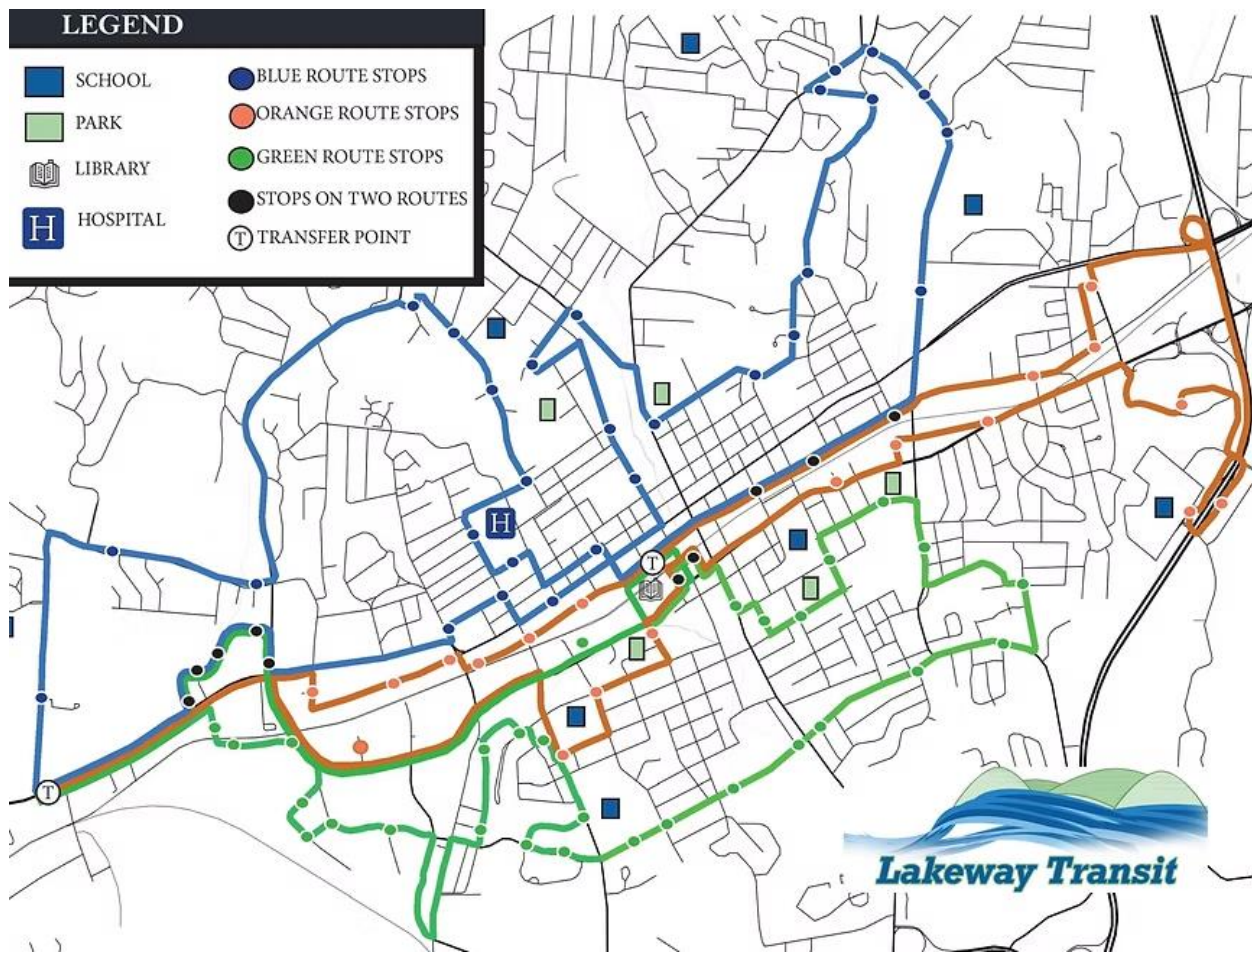 LEGEND
SCHOOL
PARK
LIBRARY
H HOSPITAL
BLUE ROUTE STOPS
ORANGE ROUTE STOPS
GREEN ROUTE STOPS
STOPS ON TWO ROUTES
T TRANSFER POINT
H
T
T
Lakeway Transit